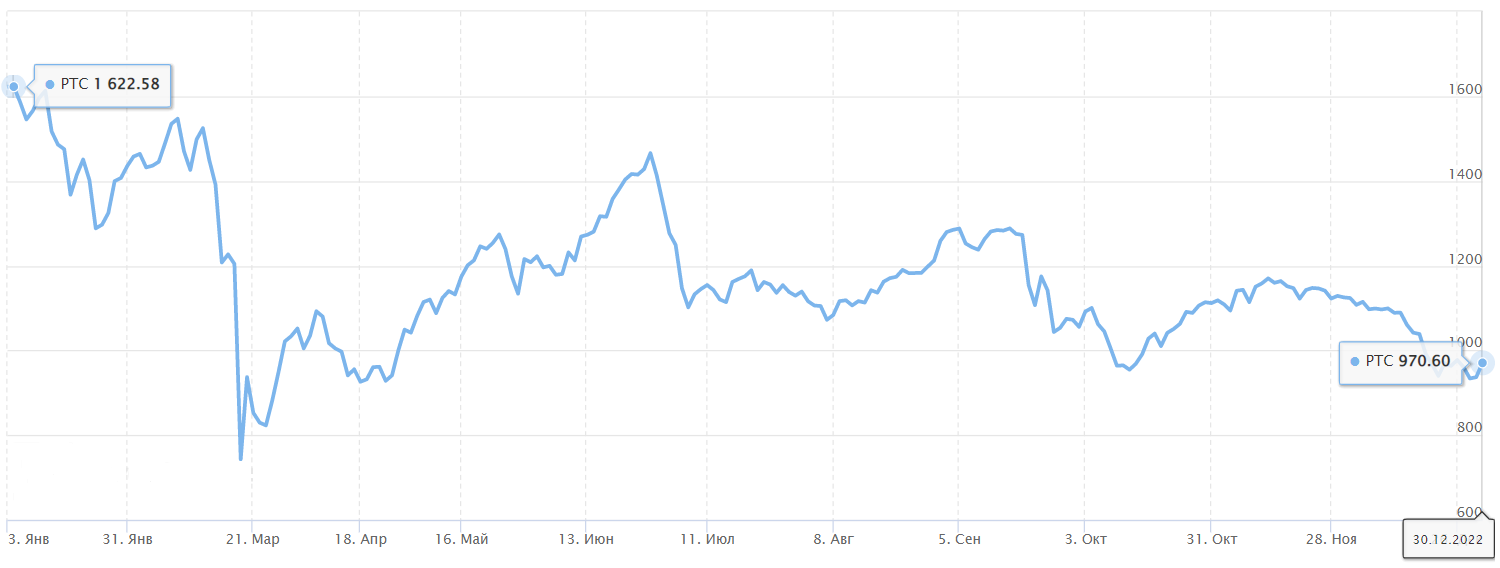 РТС 1 622.58
1600
1400
1200
1000
РТС 970.60
800
600
3. Янв
31. Янв
21. Мар
18. Апр
16. Май
13. Июн
11. Июл
8. Авг
5. Сен
3. Окт
31. Окт
28. Ноя
30.12.2022